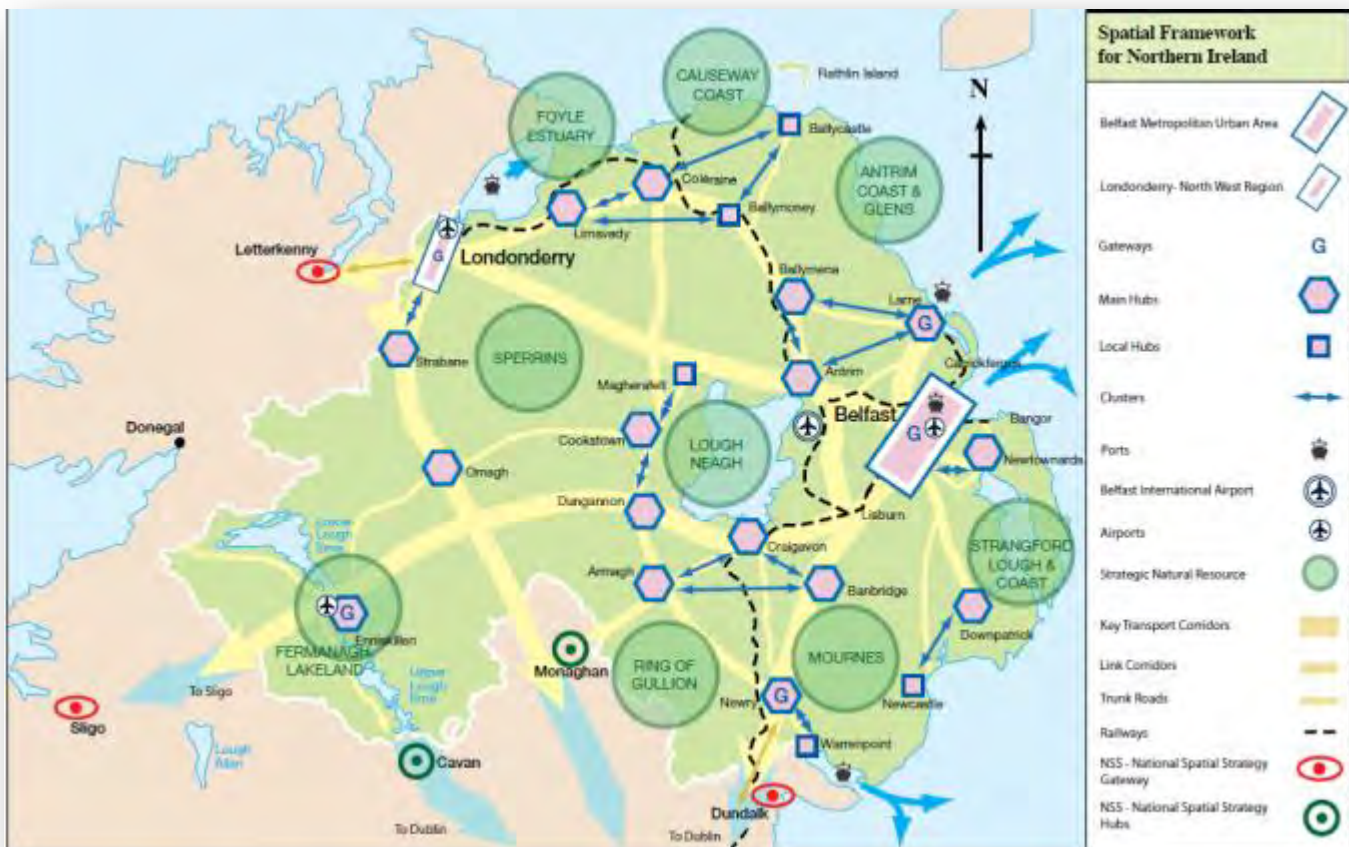 Spatial Framework
for Northern Ireland
Belfast Metropolitan Urban Area
Londonderry- North West Region
Gateways
G
Main Hubs
Local Hubs
Clusters
Ports
Belfast International Airport
Airports
Strategic Natural Resource
Key Transport Corridors
Link Corridors
Trunk Roads
Railways
NSS - National Spatial Strategy
Gateway
NSS - National Spatial Strategy
Hubs
N
CAUSEWAY
COAST
Rathlin Island
FOYLE
ESTUARY
Ballycastle
Coleraine
ANTRIM
COAST &
GLENS
Ballymoney
Limavady
Letterkenny
G
Londonderry
Ballymena
Larne
G
Strabane
SPERRINS
Antrim
Carrickfergus
Magherafelt
Belfast
G
Bangor
Donegal
Cookstown
LOUGH
NEAGH
Newtownards
Omagh
Dungannon
Lisburn
Lower
Lough
Erne
Craigavon
STRANGFORD
LOUGH &
COAST
Armagh
Banbridge
G
Enniskillen
Downpatrick
FERMANAGH
LAKELAND
Monaghan
RING OF
GULLION
MOURNES
To Sligo
Upper
Lough
Erne
Newry
G
Newcastle
Sligo
Warrenpoint
Lough
Allen
Cavan
Dundalk
To Dublin
To Dublin